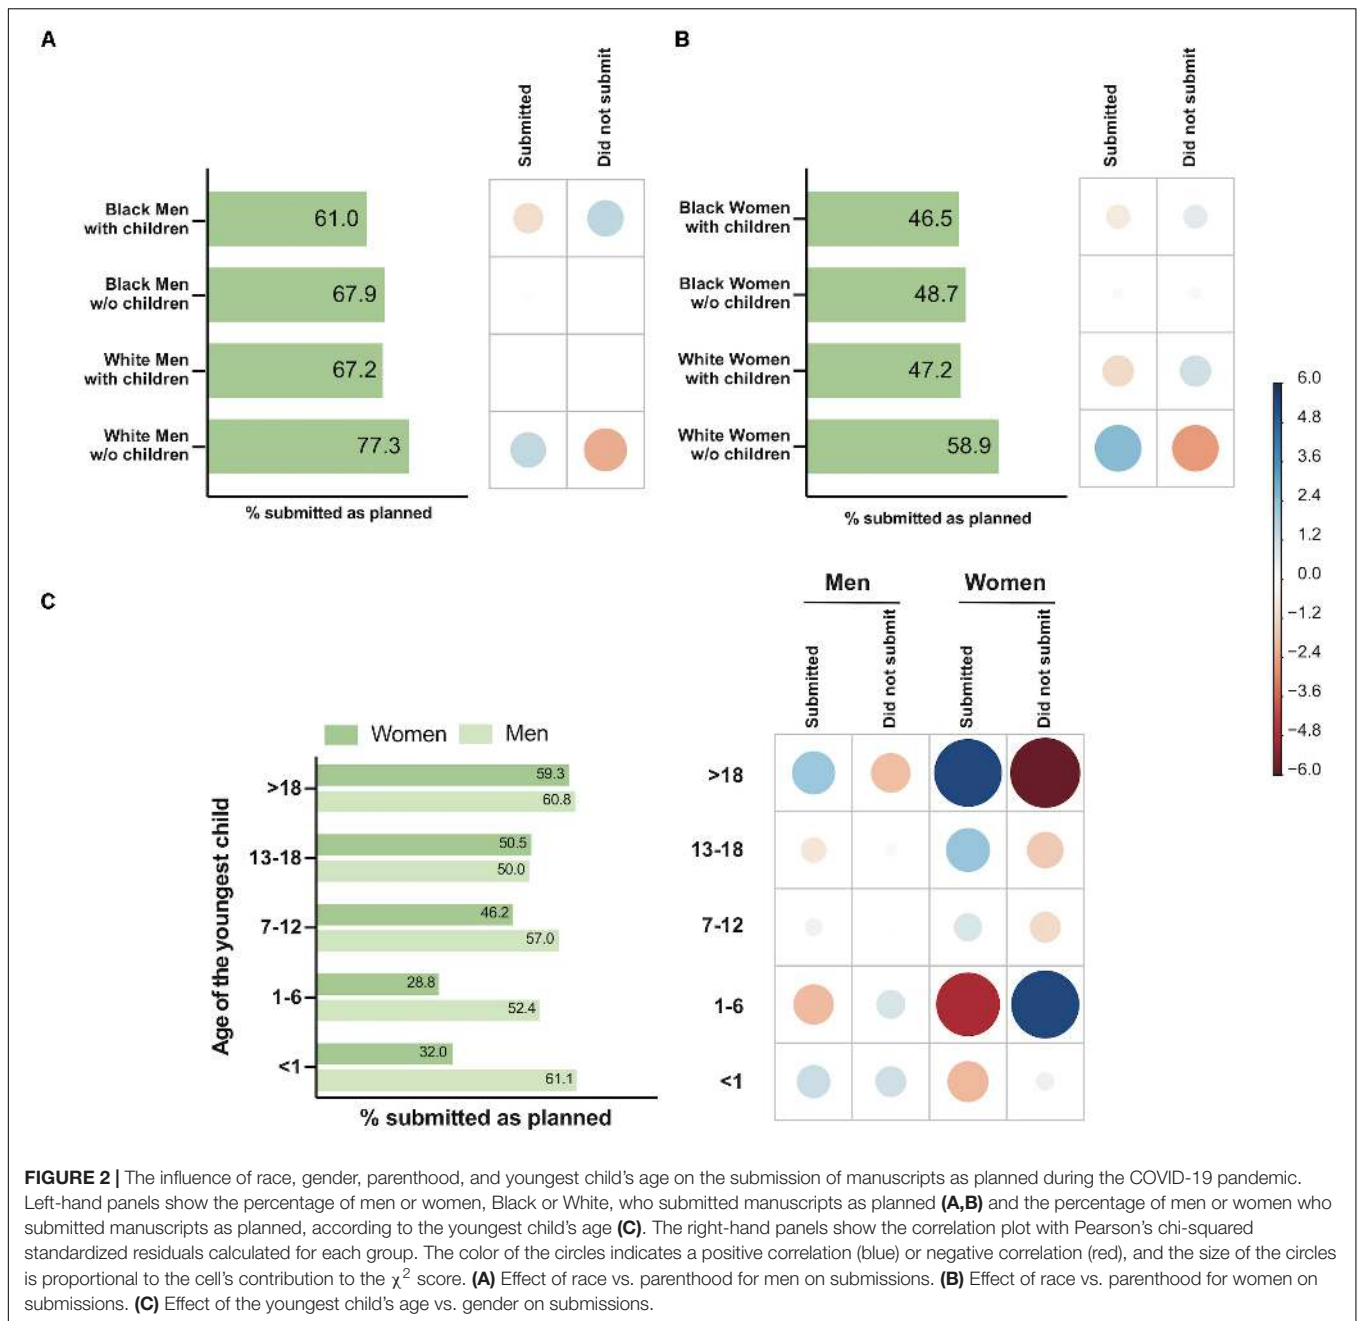 A
B
Submitted
Did not submit
Submitted
Did not submit
Black Men
with children
61.0
Black Men
w/o children
67.9
White Men
with children
67.2
White Men
w/o children
77.3
% submitted as planned
Black Women
with children
46.5
Black Women
w/o children
48.7
White Women
with children
47.2
White Women
w/o children
58.9
% submitted as planned
6.0
4.8
3.6
2.4
1.2
0.0
−1.2
−2.4
−3.6
−4.8
−6.0
C
Women Men
Age of the youngest child
>18
59.3
60.8
13-18
50.5
50.0
7-12
46.2
57.0
1-6
28.8
52.4
<1
32.0
61.1
% submitted as planned
Men Women
Submitted
Did not submit
Submitted
Did not submit
>18
13-18
7-12
1-6
<1
FIGURE 2 | The influence of race, gender, parenthood, and youngest child's age on the submission of manuscripts as planned during the COVID-19 pandemic.
Left-hand panels show the percentage of men or women, Black or White, who submitted manuscripts as planned (A,B) and the percentage of men or women who
submitted manuscripts as planned, according to the youngest child's age (C). The right-hand panels show the correlation plot with Pearson's chi-squared
standardized residuals calculated for each group. The color of the circles indicates a positive correlation (blue) or negative correlation (red), and the size of the circles
is proportional to the cell's contribution to the χ² score. (A) Effect of race vs. parenthood for men on submissions. (B) Effect of race vs. parenthood for women on
submissions. (C) Effect of the youngest child's age vs. gender on submissions.